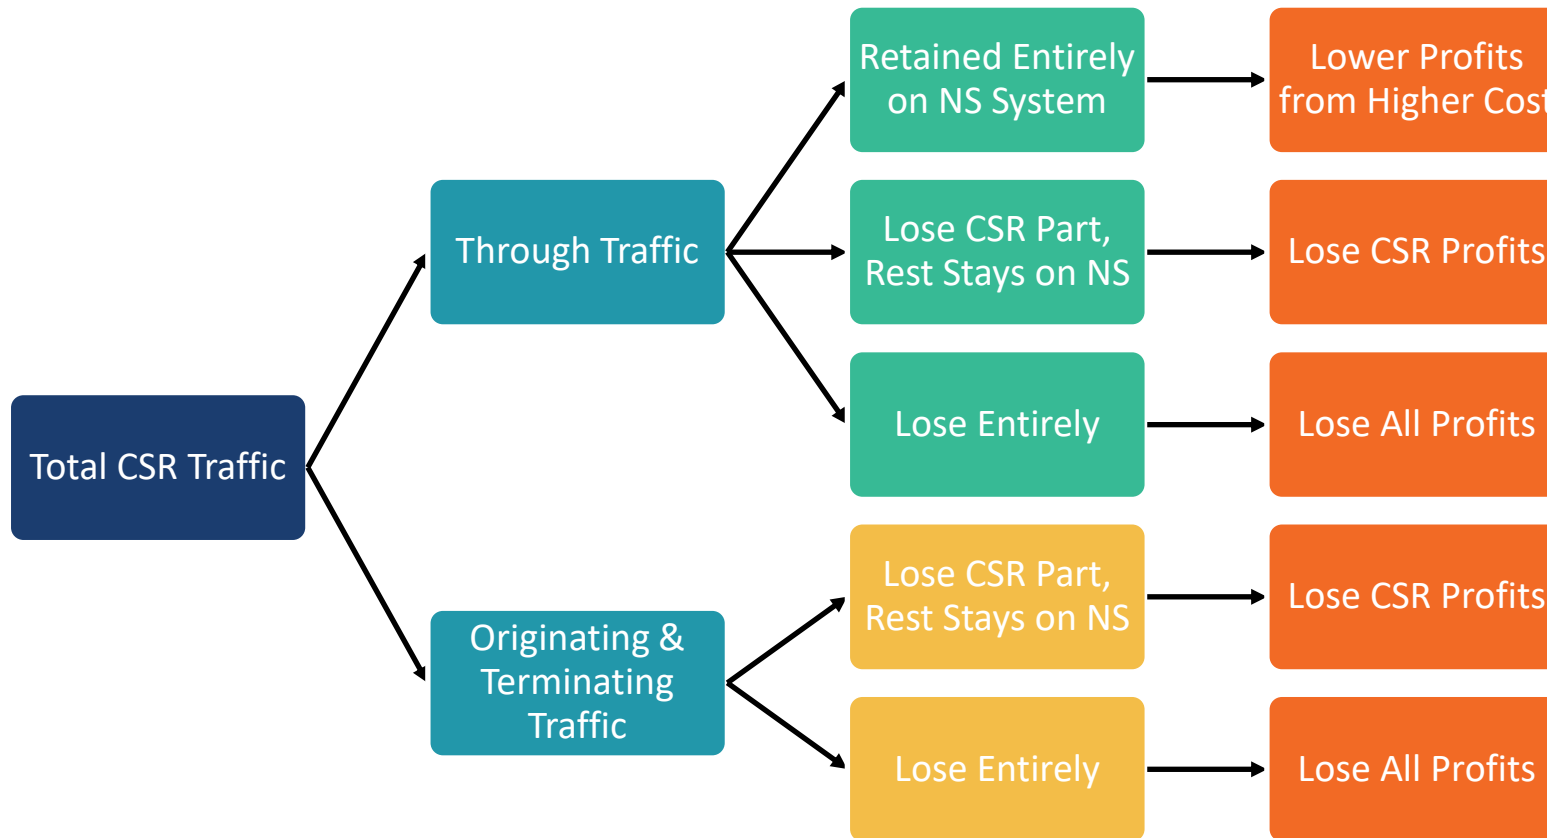 Total CSR Traffic
Through Traffic
Originating &
Terminating
Traffic
Retained Entirely
on NS System
Lose CSR Part,
Rest Stays on NS
Lose Entirely
Lose CSR Part,
Rest Stays on NS
Lose Entirely
Lower Profits
from Higher Cost
Lose CSR Profits
Lose All Profits
Lose CSR Profits
Lose All Profits